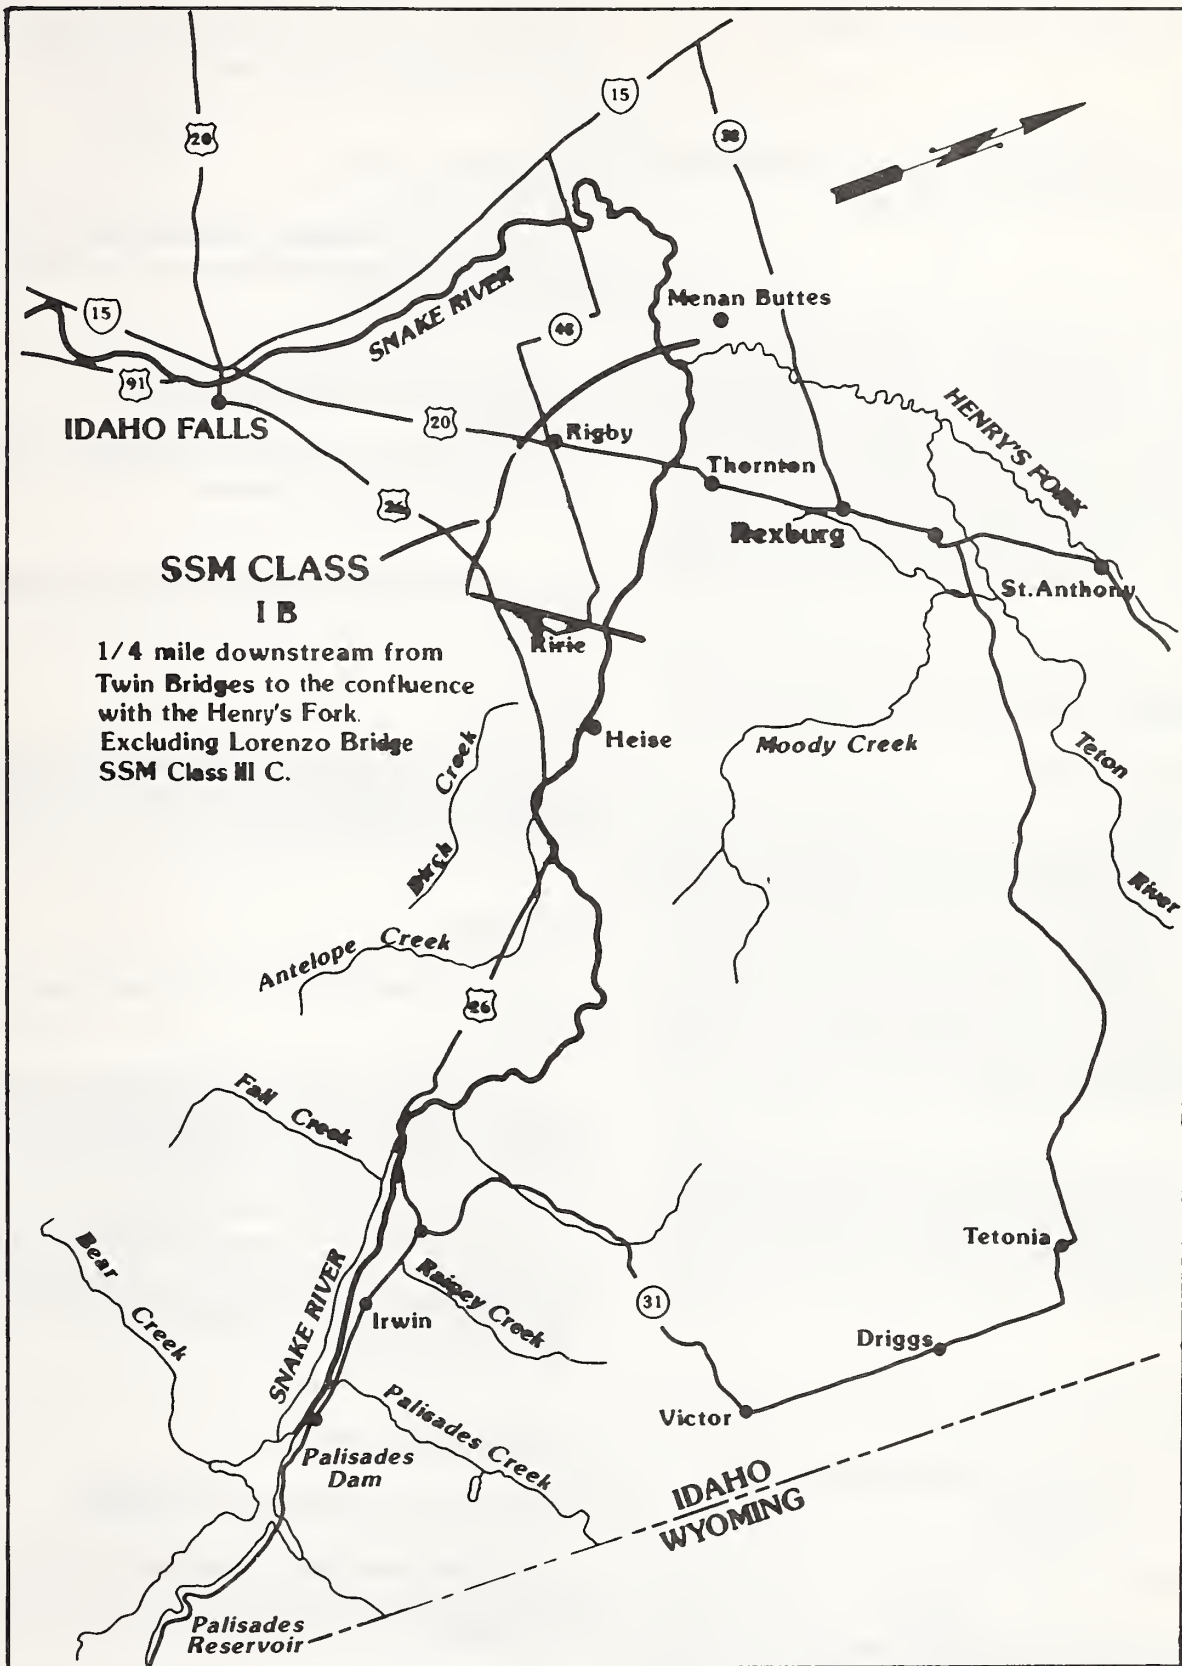 15
20
SNAKE RIVER
Menan Buttes
15
91
IDAHO FALLS
20
Rigby
Thornton
HENRY'S FORK
Rexburg
St. Anthony
SSM CLASS
I B
1/4 mile downstream from
Twin Bridges to the confluence
with the Henry's Fork.
Excluding Lorenzo Bridge
SSM Class III C.
Ririe
Heise
Moody Creek
Teton
River
Birch Creek
Antelope Creek
26
Fall Creek
Bear Creek
SNAKE RIVER
Rainey Creek
Irwin
31
Tetonia
Driggs
Victor
Palisades Creek
Palisades
Dam
IDAHO
WYOMING
Palisades
Reservoir